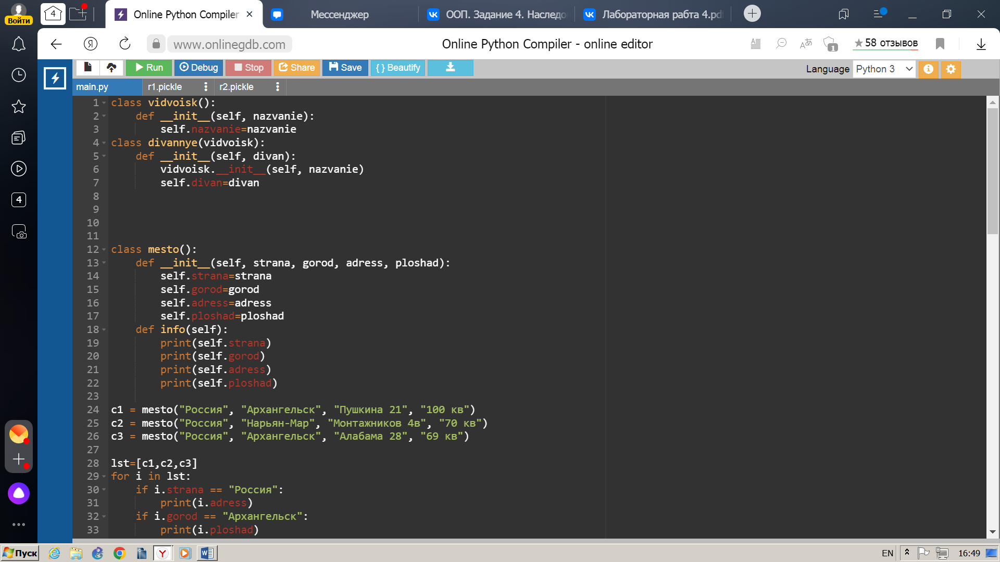 4
Online Python Compiler
Мессенджер
ООП. Задание 4. Наследо
Лабораторная рабта 4.pdf
Войти
www.onlinegdb.com
Online Python Compiler - online editor
1
58 отзывов
Run
Debug
Stop
Share
Save
{ } Beautify
Language
Python 3
main.py
r1.pickle
r2.pickle
4
1 class vidvoisk():
2     def __init__(self, nazvanie):
3         self.nazvanie=nazvanie
4 class divannye(vidvoisk):
5     def __init__(self, divan):
6         vidvoisk.__init__(self, nazvanie)
7         self.divan=divan
8
9
10
11
12 class mesto():
13     def __init__(self, strana, gorod, adress, ploshad):
14         self.strana=strana
15         self.gorod=gorod
16         self.adress=adress
17         self.ploshad=ploshad
18     def info(self):
19         print(self.strana)
20         print(self.gorod)
21         print(self.adress)
22         print(self.ploshad)
23
24 c1 = mesto("Россия", "Архангельск", "Пушкина 21", "100 кв")
25 c2 = mesto("Россия", "Нарьян-Мар", "Монтажников 4в", "70 кв")
26 c3 = mesto("Россия", "Архангельск", "Алабама 28", "69 кв")
27
28 lst=[c1,c2,c3]
29 for i in lst:
30     if i.strana == "Россия":
31         print(i.adress)
32     if i.gorod == "Архангельск":
33         print(i.ploshad)
Пуск
EN
16:49